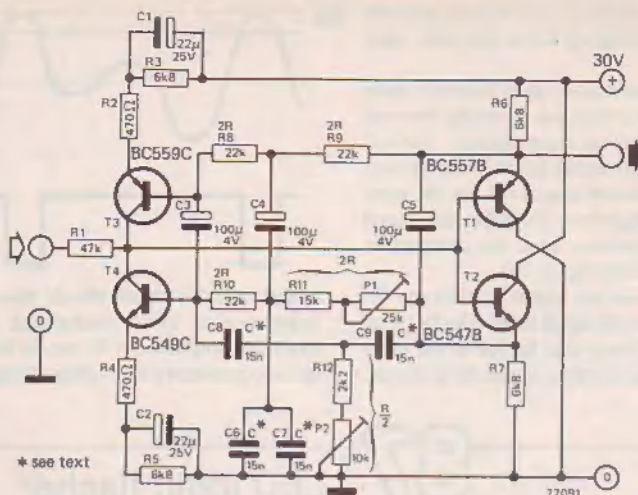 C1
22µ
25V
R3
6k8
30V
+
R2
470Ω
R6
6k8
2R
R8
22k
2R
R9
22k
BC559C
BC557B
T3
C3
100µ
4V
C4
100µ
4V
C5
100µ
4V
T1
R1
47k
T4
2R
R10
22k
2R
R11
15k
P1
25k
T2
BC549C
BC547B
0
C8
C*
15n
C9
C*
15n
R4
470Ω
R12
2k2
R/2
R7
6k8
C2
22µ
25V
C6
C*
15n
C7
C*
15n
P2
10k
R5
6k8
* see text
0